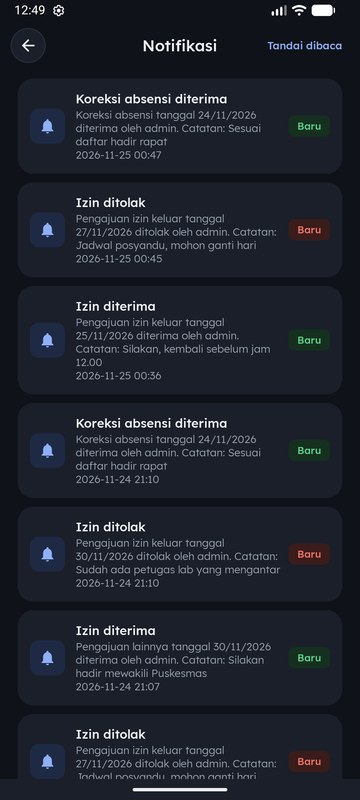 12:49
Notifikasi
Tandai dibaca
Koreksi absensi diterima
Koreksi absensi tanggal 24/11/2026
diterima oleh admin. Catatan: Sesuai
daftar hadir rapat
2026-11-25 00:47
Baru
Izin ditolak
Pengajuan izin keluar tanggal
27/11/2026 ditolak oleh admin. Catatan:
Jadwal posyandu, mohon ganti hari
2026-11-25 00:45
Baru
Izin diterima
Pengajuan izin keluar tanggal
25/11/2026 diterima oleh admin.
Catatan: Silakan, kembali sebelum jam
12.00
2026-11-25 00:36
Baru
Koreksi absensi diterima
Koreksi absensi tanggal 24/11/2026
diterima oleh admin. Catatan: Sesuai
daftar hadir rapat
2026-11-24 21:10
Baru
Izin ditolak
Pengajuan izin keluar tanggal
30/11/2026 ditolak oleh admin. Catatan:
Sudah ada petugas lab yang mengantar
2026-11-24 21:10
Baru
Izin diterima
Pengajuan lainnya tanggal 30/11/2026
diterima oleh admin. Catatan: Silakan
hadir mewakili Puskesmas
2026-11-24 21:07
Baru
Izin ditolak
Pengajuan izin keluar tanggal
27/11/2026 ditolak oleh admin. Catatan:
Jadwal posyandu, mohon ganti hari
Baru